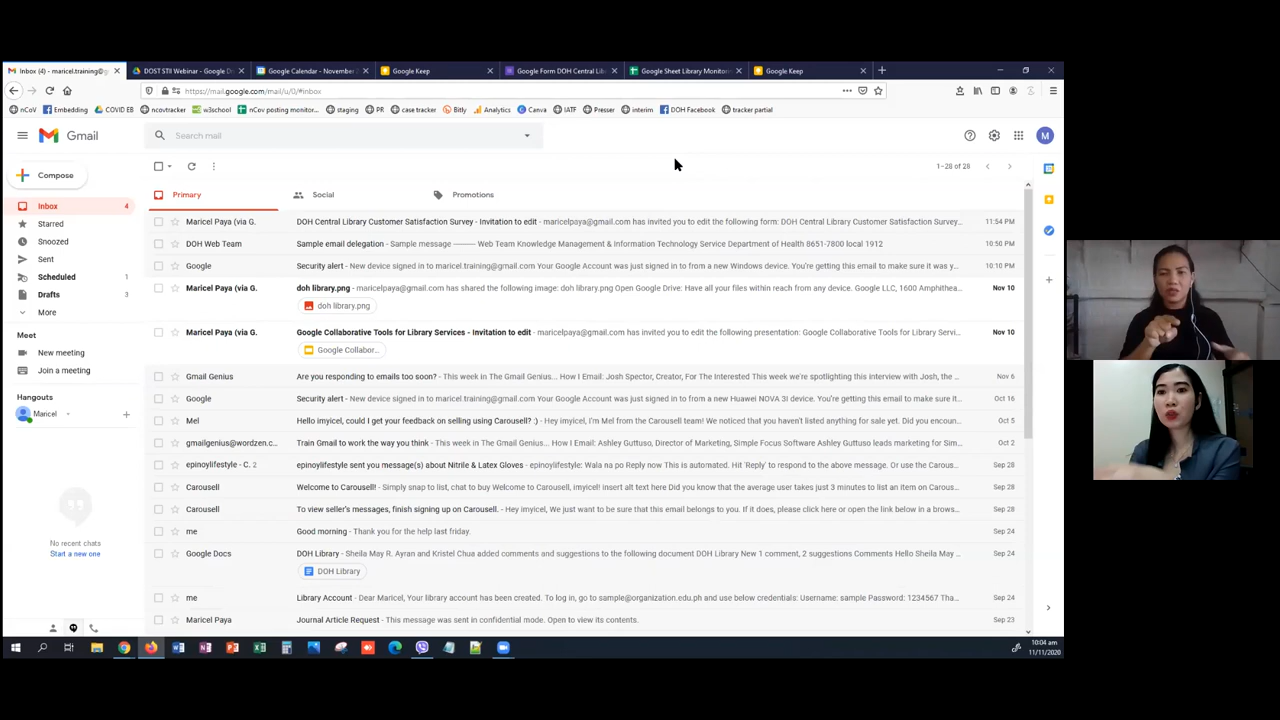 Inbox (4) - maricel.training@g
DOST STII Webinar - Google Dr
Google Calendar - November
Google Keep
Google Form DOH Central Lib
Google Sheet Library Monitor
Google Keep
https://mail.google.com/mail/u/0/#inbox
nCoV
Embedding
COVID EB
ncovtracker
w3school
nCov posting monitor...
staging
PR
case tracker
Bitly
Analytics
Canva
IATF
Presser
interim
DOH Facebook
tracker partial
Gmail
Search mail
M
Compose
1-28 of 28
Primary
Social
Promotions
Inbox 4
Starred
Snoozed
Sent
Scheduled 1
Drafts 3
More
Meet
New meeting
Join a meeting
Hangouts
Maricel
No recent chats
Start a new one
Maricel Paya (via G. DOH Central Library Customer Satisfaction Survey - Invitation to edit - maricelpaya@gmail.com has invited you to edit the following form: DOH Central Library Customer Satisfaction Survey... 11:54 PM
DOH Web Team Sample email delegation - Sample message ——— Web Team Knowledge Management & Information Technology Service Department of Health 8651-7800 local 1912 10:50 PM
Google Security alert - New device signed in to maricel.training@gmail.com Your Google Account was just signed in to from a new Windows device. You're getting this email to make sure it was y... 10:10 PM
Maricel Paya (via G. doh library.png - maricelpaya@gmail.com has shared the following image: doh library.png Open Google Drive: Have all your files within reach from any device. Google LLC, 1600 Amphithea... Nov 10
doh library.png
Maricel Paya (via G. Google Collaborative Tools for Library Services - Invitation to edit - maricelpaya@gmail.com has invited you to edit the following presentation: Google Collaborative Tools for Library Servi... Nov 10
Google Collabor...
Gmail Genius Are you responding to emails too soon? - This week in The Gmail Genius... How I Email: Josh Spector, Creator, For The Interested This week we're spotlighting this interview with Josh, the ... Nov 6
Google Security alert - New device signed in to maricel.training@gmail.com Your Google Account was just signed in to from a new Huawei NOVA 3i device. You're getting this email to make sure it... Oct 16
Mel Hello imyicel, could I get your feedback on selling using Carousell? :) - Hey imyicel, I'm Mel from the Carousell team! We noticed that you haven't listed anything for sale yet. Did you encoun... Oct 5
gmailgenius@wordzen.c... Train Gmail to work the way you think - This week in The Gmail Genius... How I Email: Ashley Guttuso, Director of Marketing, Simple Focus Software Ashley Guttuso leads marketing for Sim... Oct 2
epinoylifestyle - C. 2 epinoylifestyle sent you message(s) about Nitrile & Latex Gloves - epinoylifestyle: Wala na po Reply now This is automated. Hit 'Reply' to respond to the above message. Or use the Carous... Sep 28
Carousell Welcome to Carousell! - Simply snap to list, chat to buy Welcome to Carousell, imyicel! Insert alt text here Did you know that the average user takes just 3 minutes to list an item on Carous... Sep 28
Carousell To view seller's messages, finish signing up on Carousell. - Hey imyicel, We just want to be sure that this email belongs to you. If it does, please click here or open the link below in a brows... Sep 28
me Good morning - Thank you for the help last friday. Sep 24
Google Docs DOH Library - Sheila May R. Ayran and Kristel Chua added comments and suggestions to the following document DOH Library New 1 comment, 2 suggestions Comments Hello Sheila May ... Sep 24
DOH Library
me Library Account - Dear Maricel, Your library account has been created. To log in, go to sample@organization.edu.ph and use below credentials: Username: sample Password: 1234567 Tha... Sep 24
Maricel Paya Journal Article Request - This message was sent in confidential mode. Open to view its contents. Sep 23
10:04 am
11/11/2020